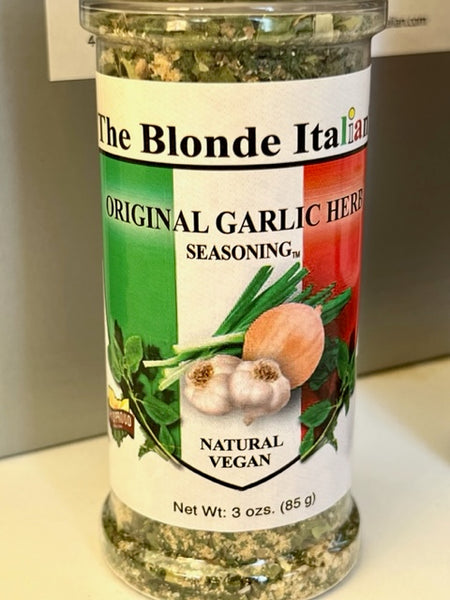 The Blonde Italian
ORIGINAL GARLIC HERB
SEASONING™
NATURAL
VEGAN
Net Wt: 3 ozs. (85 g)